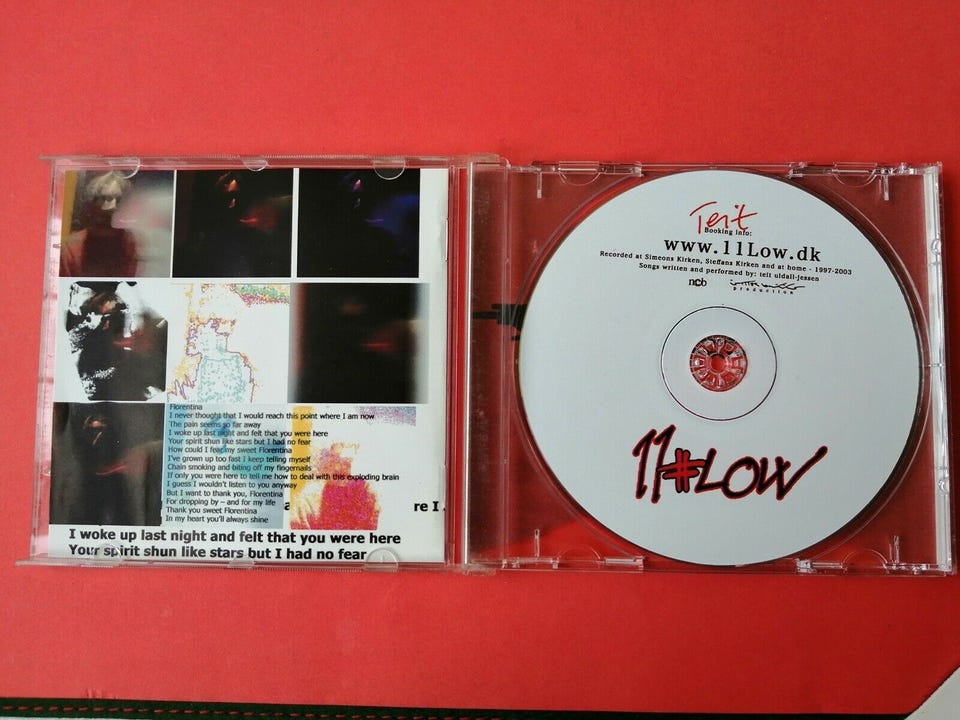 Florentina
I never thought that I would reach this point where I am now
The pain seems so far away
I woke up last night and felt that you were here
Your spirit shun like stars but I had no fear
How could I fear my sweet Florentina
I've grown up too fast I keep telling myself
Chain smoking and biting off my fingernails
If only you were here to tell me how to deal with this exploding brain
I guess I wouldn't listen to you anyway
But I want to thank you, Florentina
For dropping by – and for my life
Thank you sweet Florentina
In my heart you'll always shine
re I
I woke up last night and felt that you were here
Your spirit shun like stars but I had no fear
Teit
Booking info:
www.11Low.dk
Recorded at Simeons Kirken, Steffans Kirken and at home - 1997-2003
Songs written and performed by: teit uldall-jessen
ncb
production
11#LOW